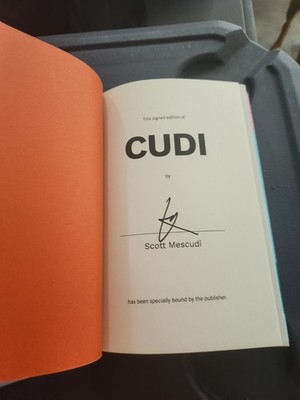 This signed edition of
CUDI
by
Scott Mescudi
has been specially bound by the publisher.